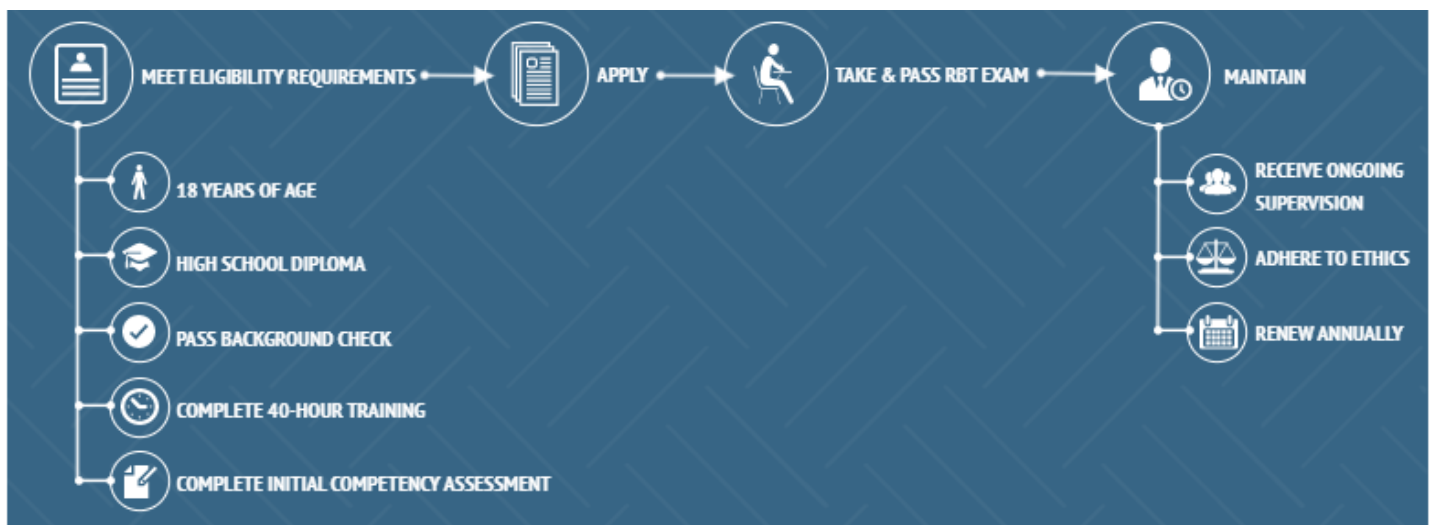 MEET ELIGIBILITY REQUIREMENTS
APPLY
TAKE & PASS RBT EXAM
MAINTAIN
18 YEARS OF AGE
HIGH SCHOOL DIPLOMA
PASS BACKGROUND CHECK
COMPLETE 40-HOUR TRAINING
COMPLETE INITIAL COMPETENCY ASSESSMENT
RECEIVE ONGOING
SUPERVISION
ADHERE TO ETHICS
RENEW ANNUALLY